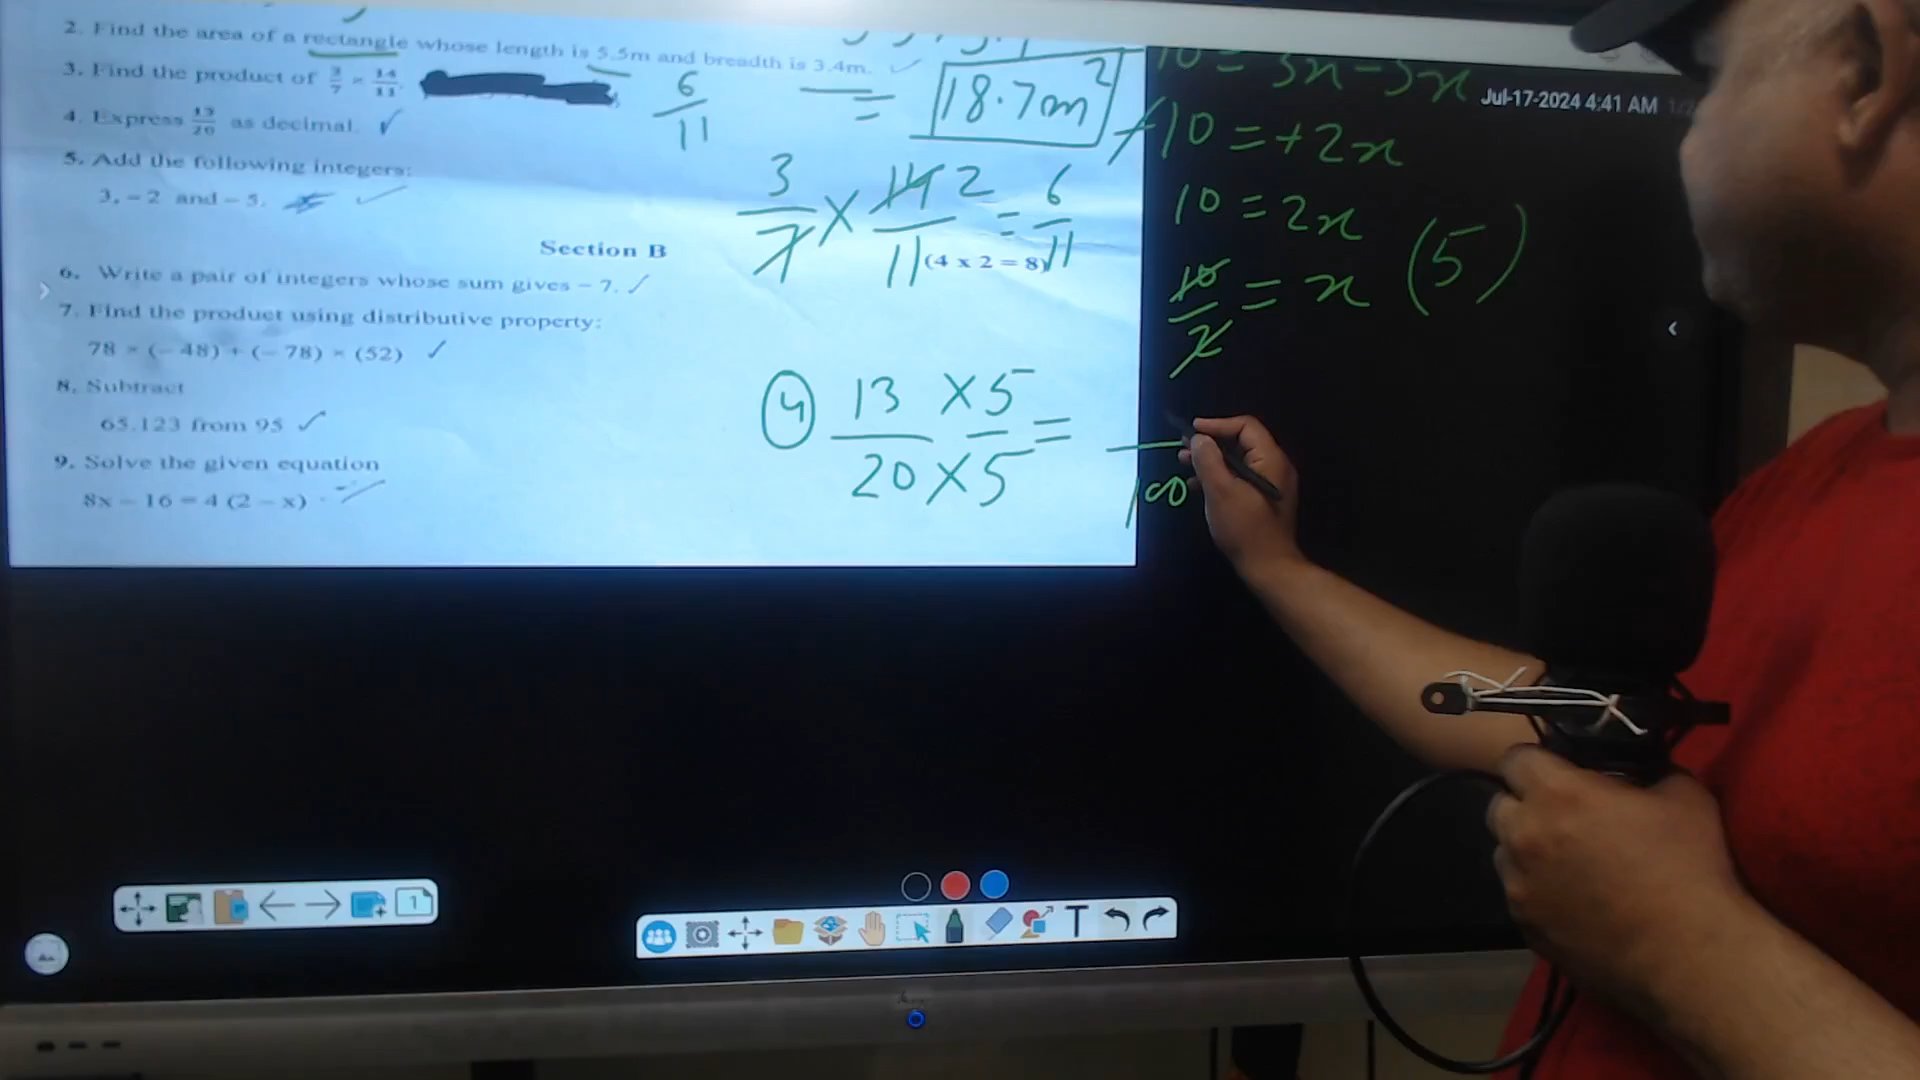 2. Find the area of a rectangle whose length is 5.5m and breadth is 3.4m.
3. Find the product of 3/7 × 14/11.
6/11
= 18.7m²
4. Express 13/20 as decimal.
5. Add the following integers:
3, – 2 and – 5.
3/7 × 14 2/11 = 6/11
Section B
(4 x 2 = 8)
6. Write a pair of integers whose sum gives – 7.
7. Find the product using distributive property:
78 × (– 48) + (– 78) × (52)
8. Subtract
65.123 from 95
9. Solve the given equation
8x – 16 = 4 (2 – x)
4 13 × 5 / 20 × 5 = /100
10 = 3x – 5x
Jul-17-2024 4:41 AM
+10 = +2x
10 = 2x
10/2 = x (5)
1
T